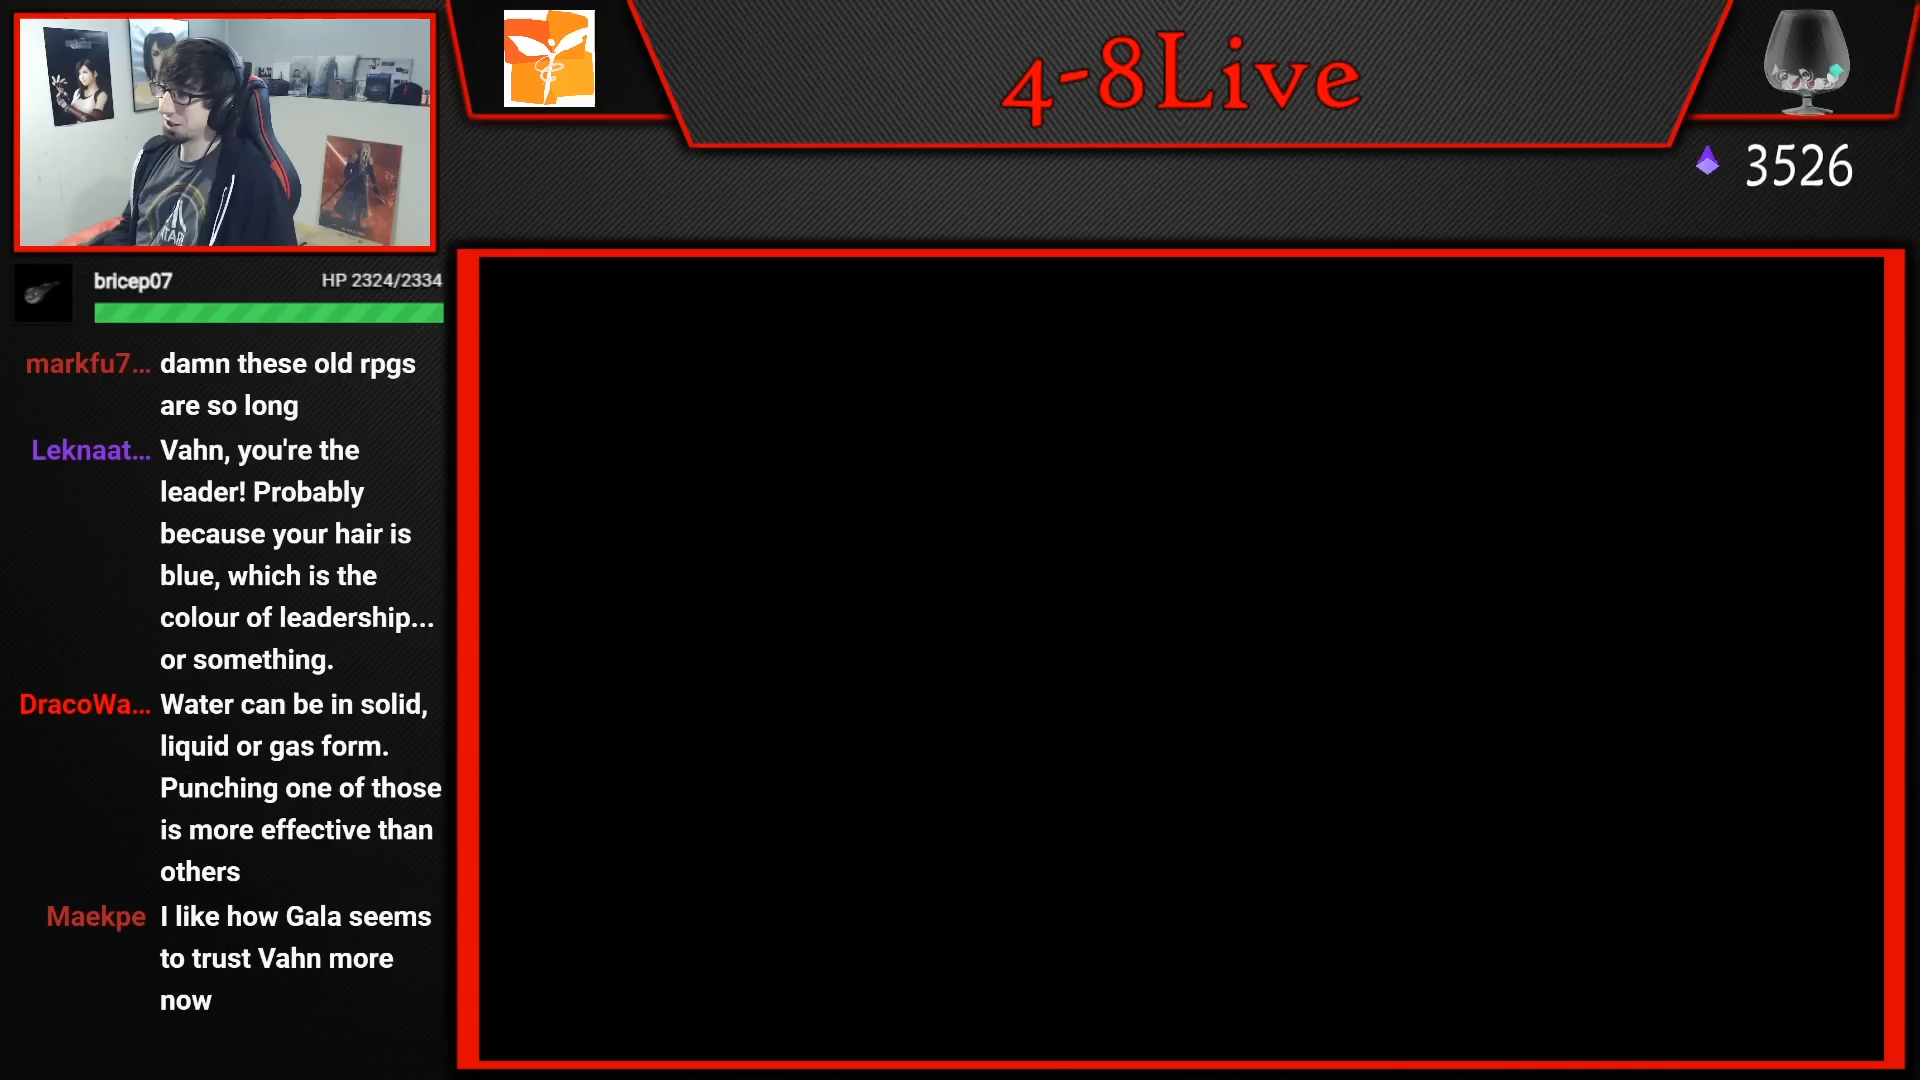 4-8Live
3526
ATARI
bricep07 HP 2324/2334
markfu7... damn these old rpgs
are so long
Leknaat... Vahn, you're the
leader! Probably
because your hair is
blue, which is the
colour of leadership...
or something.
DracoWa... Water can be in solid,
liquid or gas form.
Punching one of those
is more effective than
others
Maekpe I like how Gala seems
to trust Vahn more
now